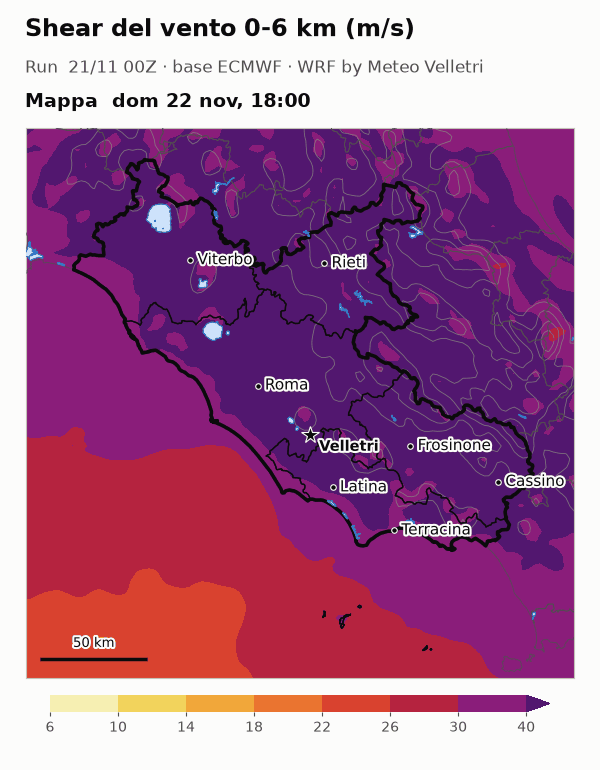 Shear del vento 0-6 km (m/s)
Run  21/11 00Z · base ECMWF · WRF by Meteo Velletri
Mappa  dom 22 nov, 18:00
Viterbo
Rieti
Roma
Velletri
Frosinone
Cassino
Latina
Terracina
50 km
6 10 14 18 22 26 30 40